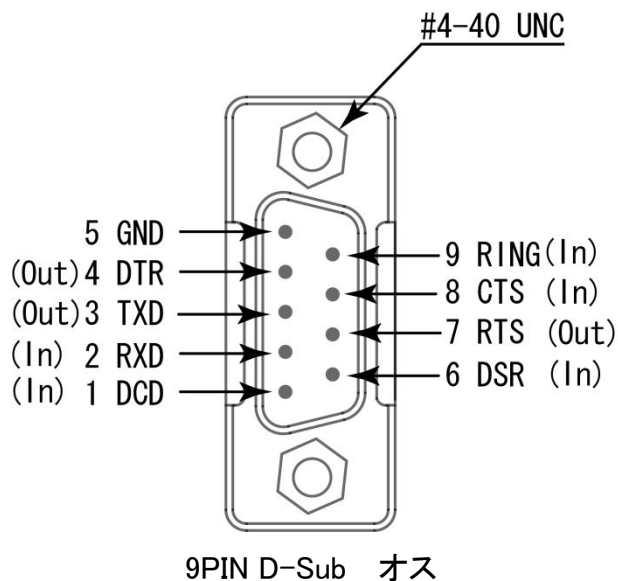 #4-40 UNC
5 GND
(Out)4 DTR
(Out)3 TXD
(In) 2 RXD
(In) 1 DCD
9 RING(In)
8 CTS (In)
7 RTS (Out)
6 DSR (In)
9PIN D-Sub オス